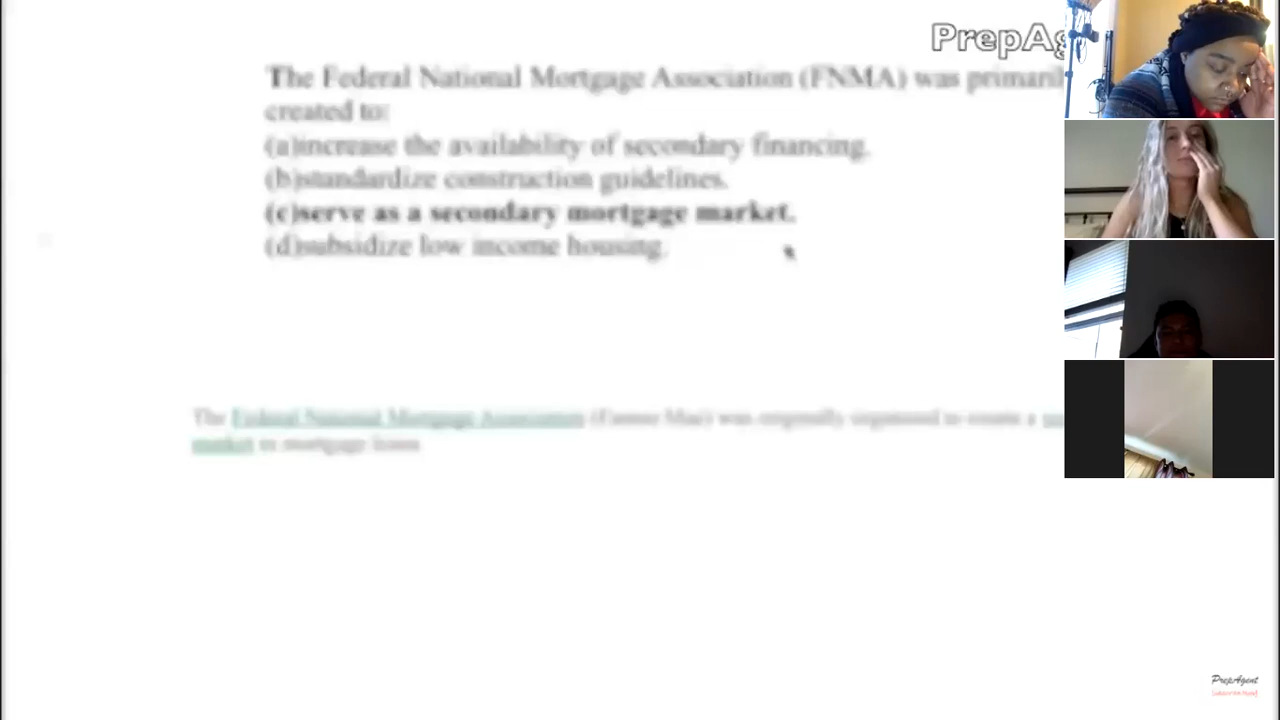 PrepAg
The Federal National Mortgage Association (FNMA) was primaril
created to:
(a)increase the availability of secondary financing.
(b)standardize construction guidelines.
(c)serve as a secondary mortgage market.
(d)subsidize low income housing.
The Federal National Mortgage Association (Fannie Mae) was originally organized to create a
market in mortgage loans
PrepAgent